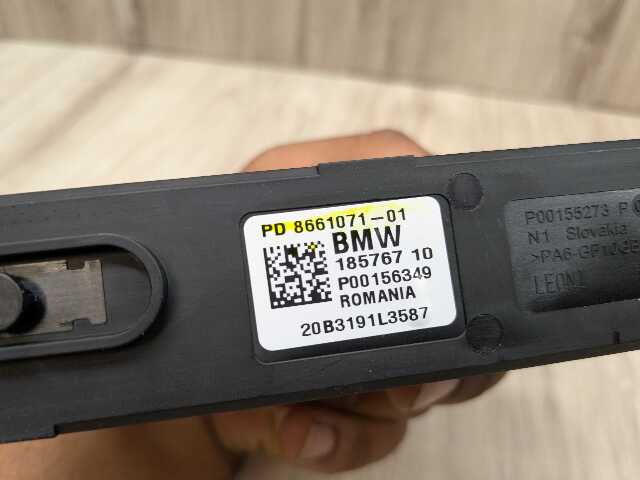 PD 8661071-01
BMW
185767 10
P00156349
ROMANIA
20B3191L3587
P00155273 P
N1 Slovakia
LEONI